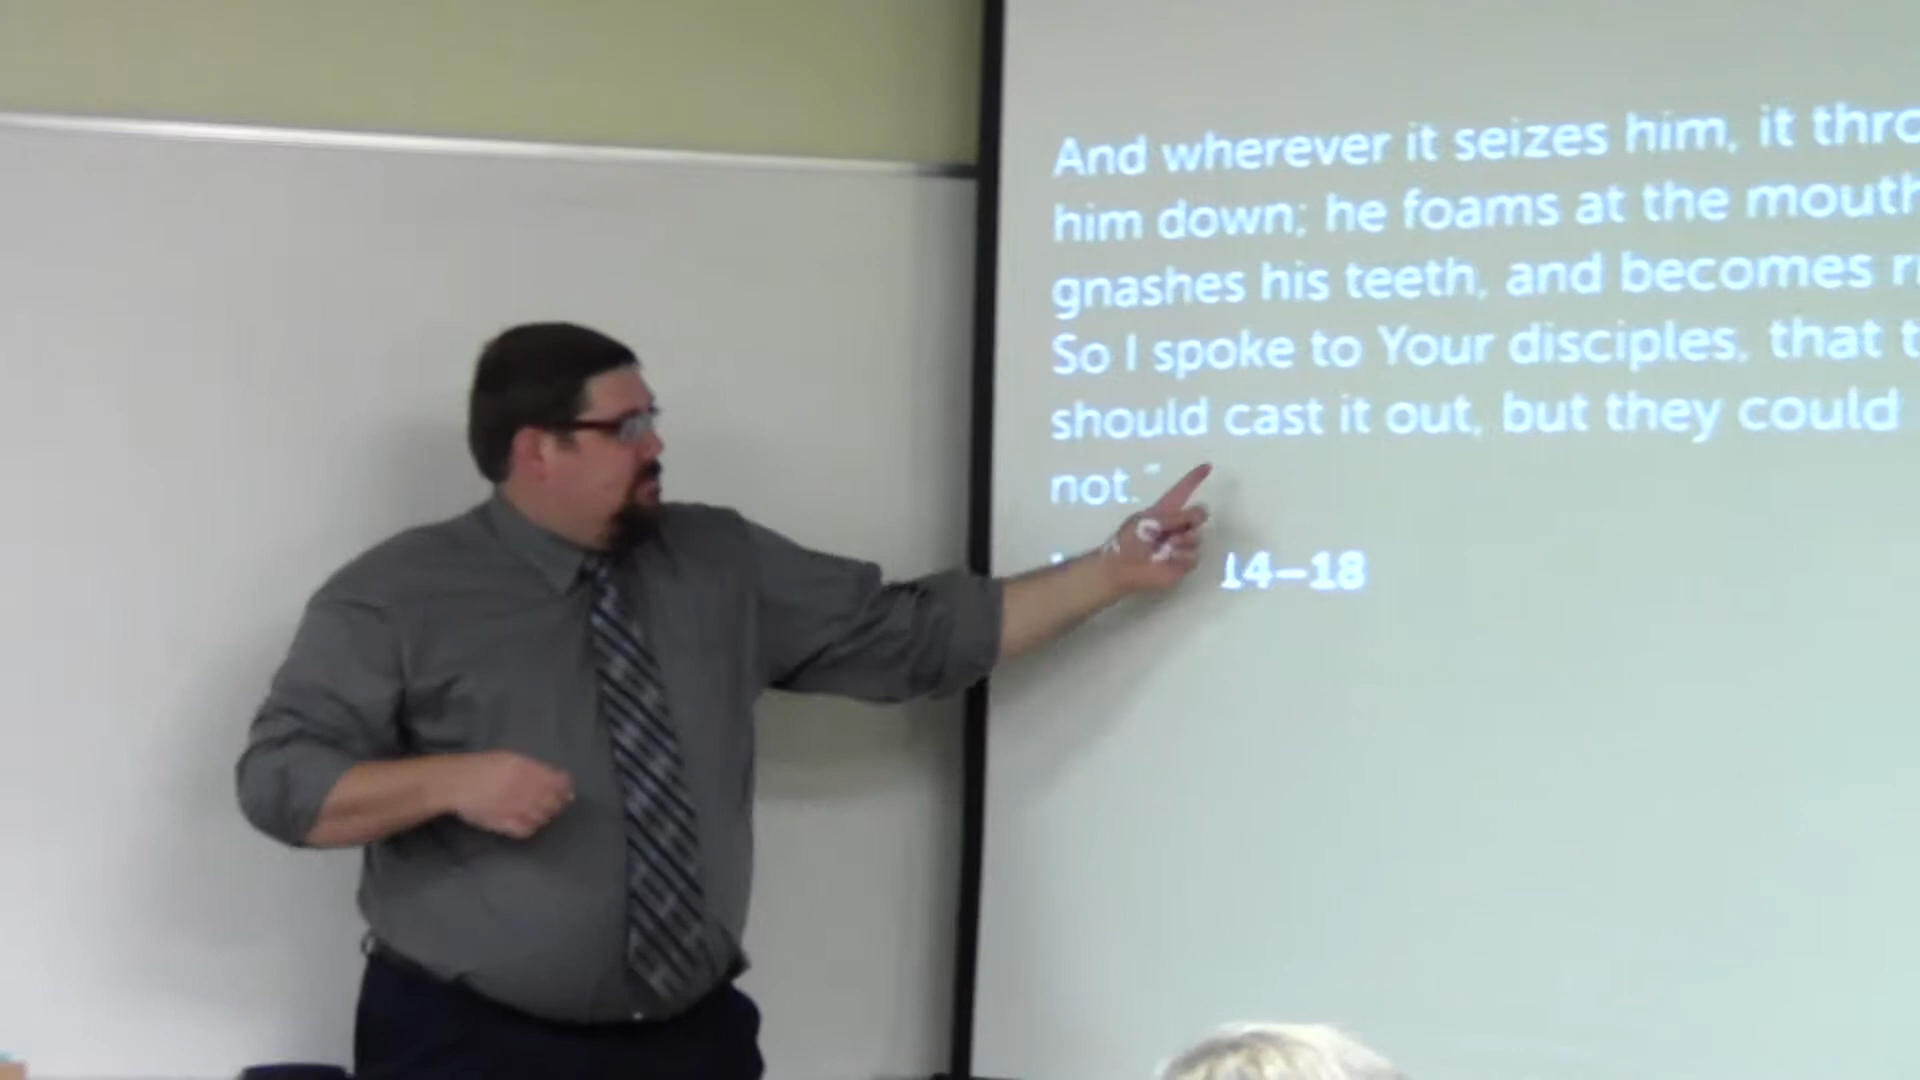 And wherever it seizes him, it thro
him down; he foams at the mouth
gnashes his teeth, and becomes r
So I spoke to Your disciples, that t
should cast it out, but they could
not."
14–18